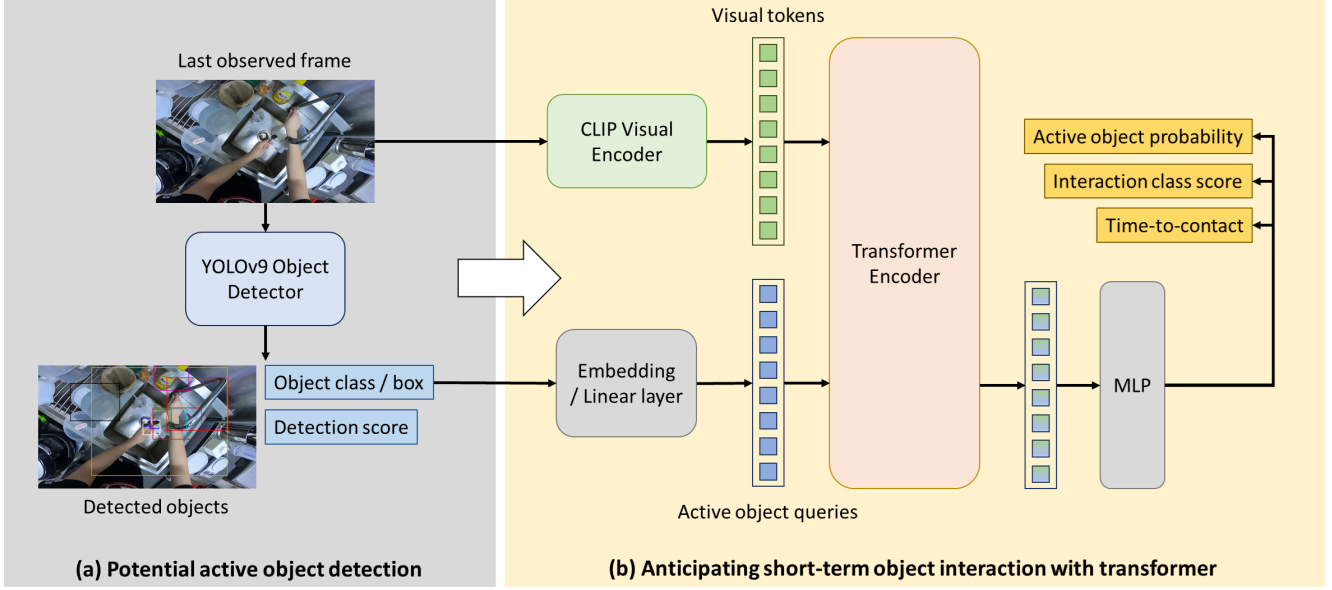 Last observed frame
YOLOv9 Object
Detector
Object class / box
Detection score
Detected objects
(a) Potential active object detection
Visual tokens
CLIP Visual
Encoder
Embedding
/ Linear layer
Active object queries
Transformer
Encoder
MLP
Active object probability
Interaction class score
Time-to-contact
(b) Anticipating short-term object interaction with transformer